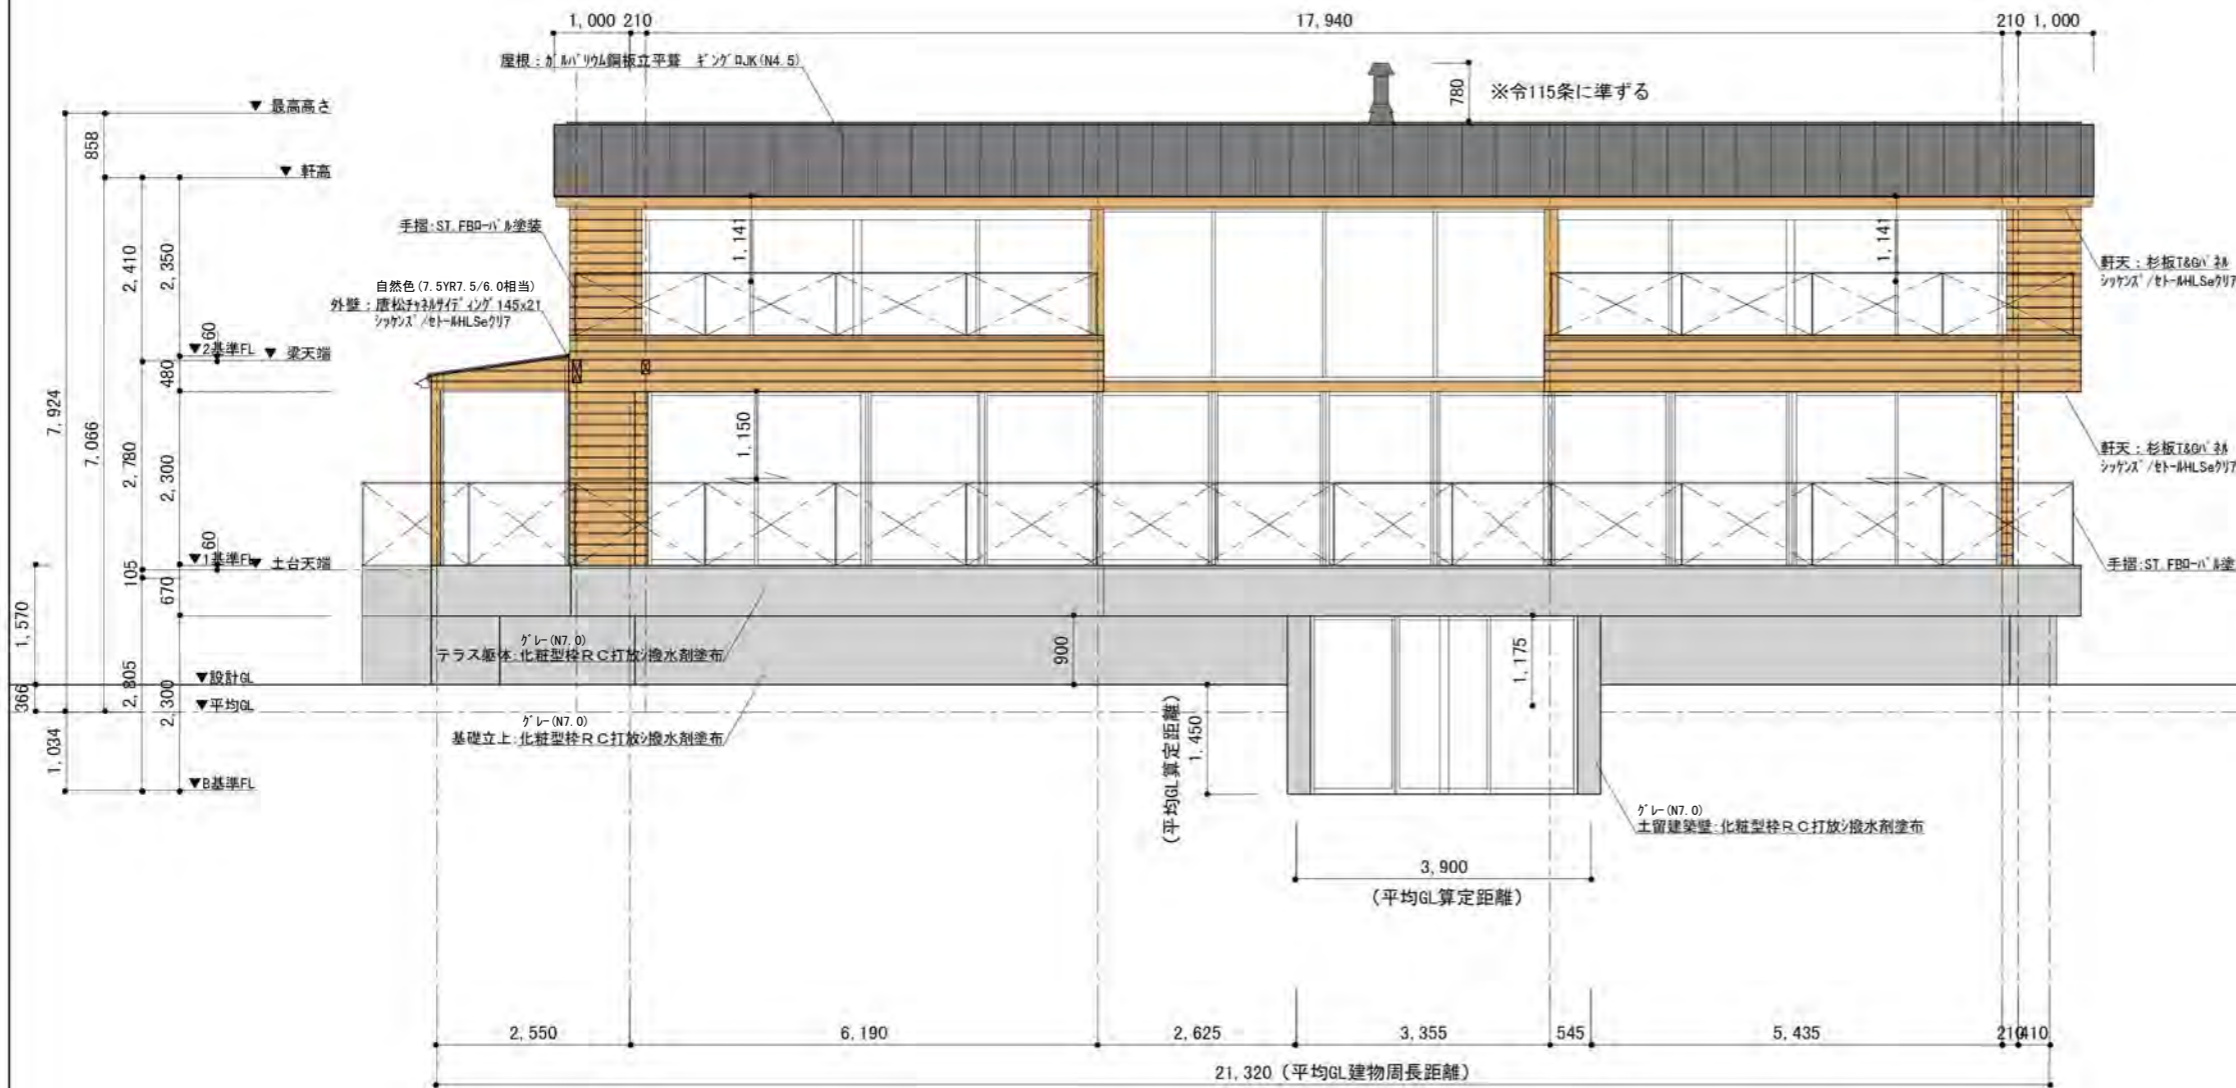 1,000 210
17,940
210 1,000
屋根：ｶﾞﾙﾊﾞﾘｳﾑ鋼板立平葺　ｷﾞﾝｸﾞﾛJK(N4.5)
780
※令115条に準ずる
▼ 最高高さ
858
▼ 軒高
手摺:ST.FBﾛｰﾊﾞﾙ塗装
1,141
1,141
2,410
2,350
軒天：杉板T&Gﾊﾟﾈﾙ
ｼｯｹﾝｽﾞ/ｾﾄｰﾙHLSeｸﾘｱ
自然色(7.5YR7.5/6.0相当)
外壁：唐松ﾁｬﾈﾙｻｲﾃﾞｨﾝｸﾞ145x21
ｼｯｹﾝｽﾞ/ｾﾄｰﾙHLSeｸﾘｱ
60
▼2基準FL
▼ 梁天端
480
7,924
7,066
2,780
2,300
1,150
軒天：杉板T&Gﾊﾟﾈﾙ
ｼｯｹﾝｽﾞ/ｾﾄｰﾙHLSeｸﾘｱ
60
▼1基準FL
▼ 土台天端
手摺:ST.FBﾛｰﾊﾞﾙ塗
105
670
1,570
ｸﾞﾚｰ(N7.0)
テラス躯体:化粧型枠ＲＣ打放ｼ撥水剤塗布
900
1,175
▼設計GL
366
2,805
2,300
▼平均GL
ｸﾞﾚｰ(N7.0)
基礎立上:化粧型枠ＲＣ打放ｼ撥水剤塗布
1,450
(平均GL算定距離)
1,034
▼B基準FL
ｸﾞﾚｰ(N7.0)
土留建築壁:化粧型枠ＲＣ打放ｼ撥水剤塗布
3,900
(平均GL算定距離)
2,550
6,190
2,625
3,355
545
5,435
210
410
21,320 (平均GL建物周長距離)